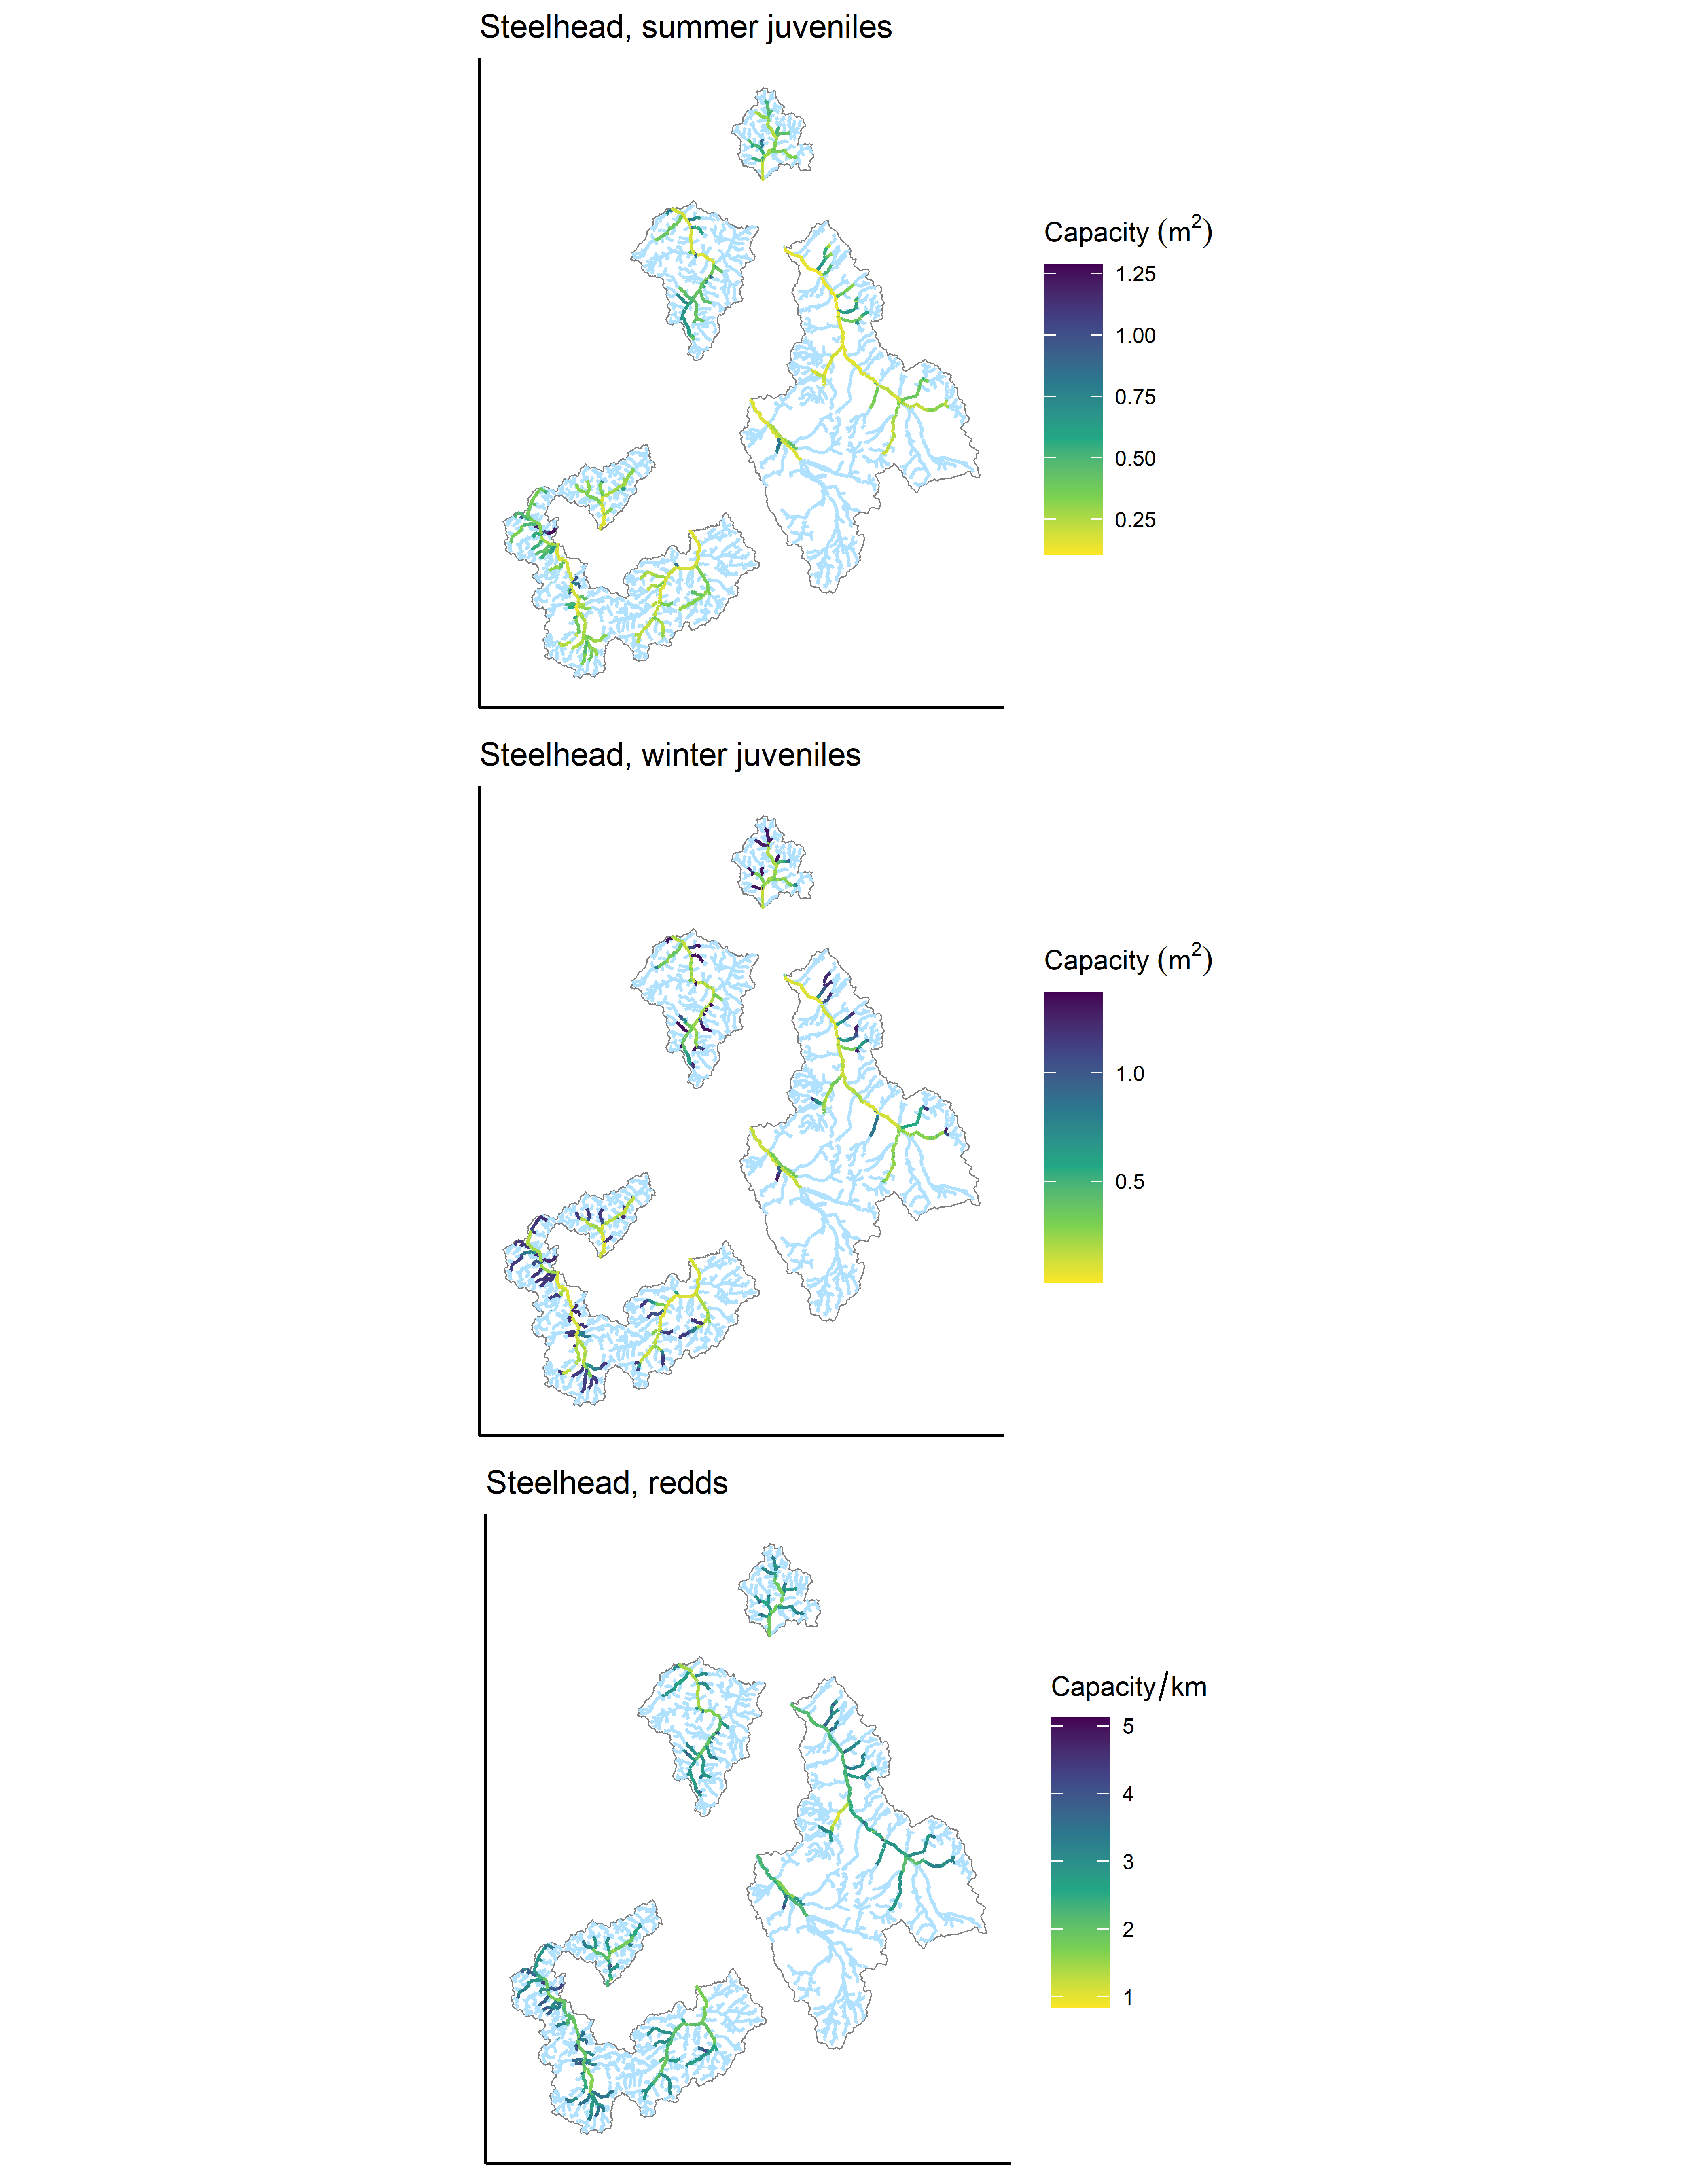 Steelhead, summer juveniles
Capacity (m²)
1.25
1.00
0.75
0.50
0.25
Steelhead, winter juveniles
Capacity (m²)
1.0
0.5
Steelhead, redds
Capacity/km
5
4
3
2
1